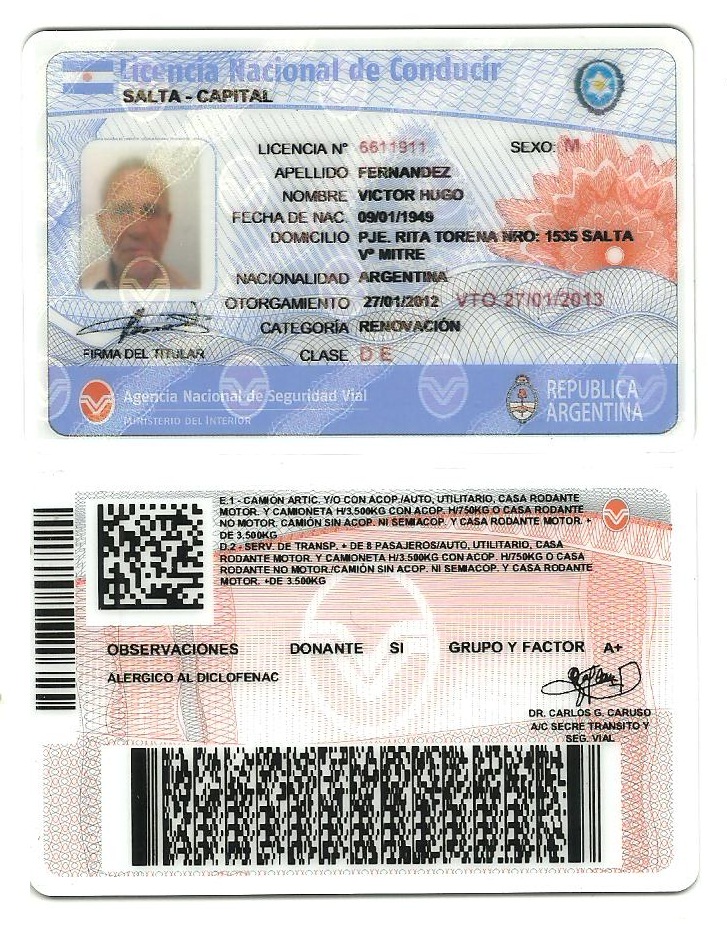 Licencia Nacional de Conducir
SALTA - CAPITAL
LICENCIA Nº 6611911 SEXO: M
APELLIDO FERNANDEZ
NOMBRE VICTOR HUGO
FECHA DE NAC. 09/01/1949
DOMICILIO PJE. RITA TORENA NRO: 1535 SALTA
Vº MITRE
NACIONALIDAD ARGENTINA
OTORGAMIENTO 27/01/2012 VTO 27/01/2013
CATEGORÍA RENOVACIÓN
FIRMA DEL TITULAR
CLASE D E
Agencia Nacional de Seguridad Vial
MINISTERIO DEL INTERIOR
REPUBLICA
ARGENTINA
E.1 - CAMIÓN ARTIC. Y/O CON ACOP./AUTO, UTILITARIO, CASA RODANTE
MOTOR. Y CAMIONETA H/3.500KG CON ACOP. H/750KG O CASA RODANTE
NO MOTOR, CAMIÓN SIN ACOP. NI SEMIACOP. Y CASA RODANTE MOTOR. +
DE 3.500KG
D.2 - SERV. DE TRANSP. + DE 8 PASAJEROS/AUTO, UTILITARIO, CASA
RODANTE MOTOR. Y CAMIONETA H/3.500KG CON ACOP. H/750KG O CASA
RODANTE NO MOTOR./CAMIÓN SIN ACOP. NI SEMIACOP. Y CASA RODANTE
MOTOR. +DE 3.500KG
OBSERVACIONES DONANTE SI GRUPO Y FACTOR A+
ALERGICO AL DICLOFENAC
DR. CARLOS G. CARUSO
A/C SECRE TRANSITO Y
SEG. VIAL